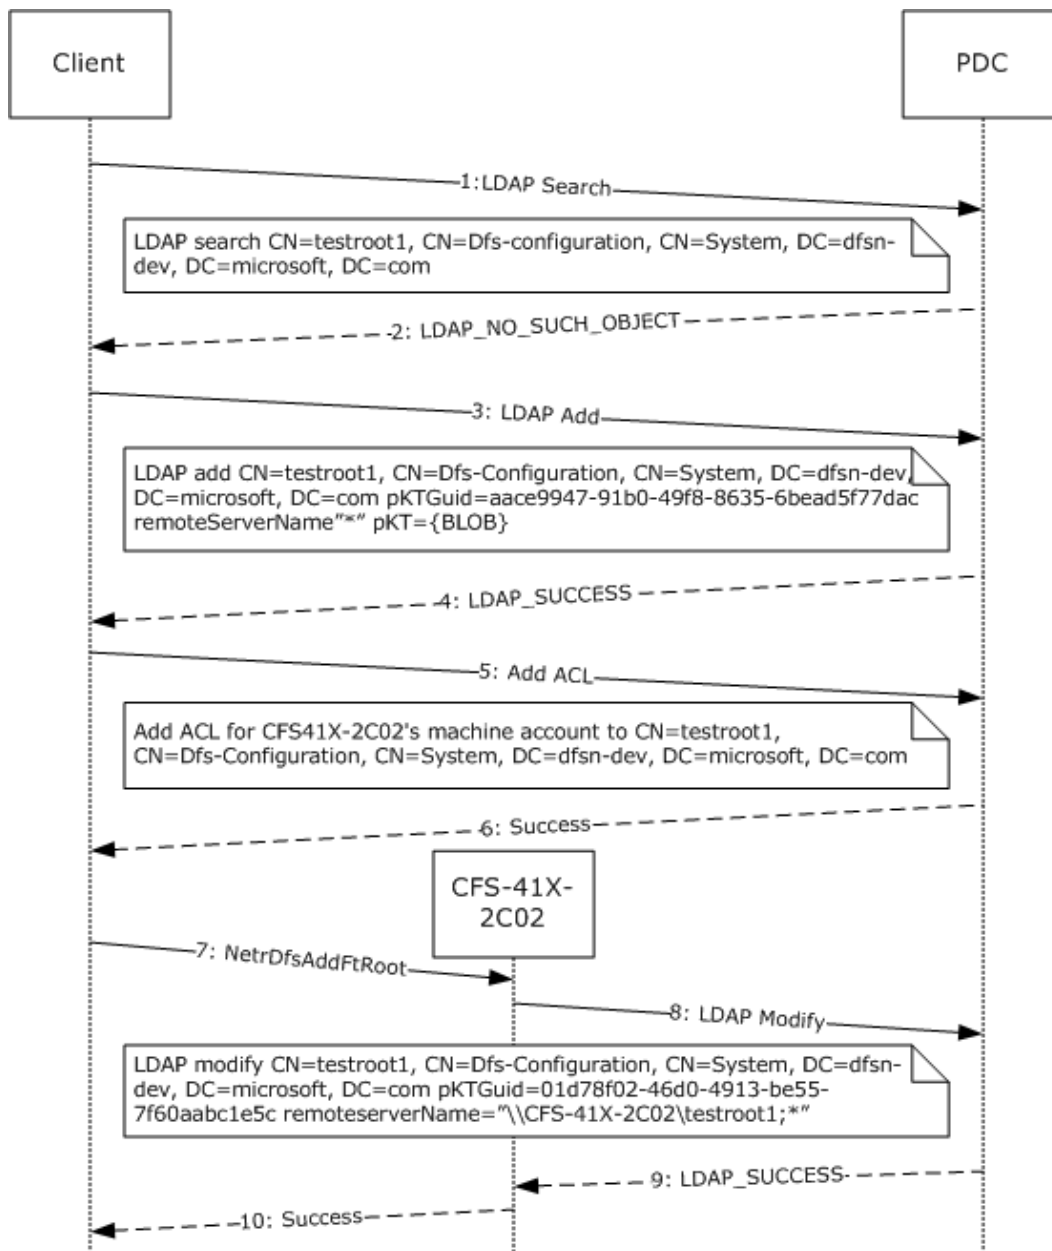 Client
PDC
1:LDAP Search
LDAP search CN=testroot1, CN=Dfs-configuration, CN=System, DC=dfsn-
dev, DC=microsoft, DC=com
2: LDAP_NO_SUCH_OBJECT
3: LDAP Add
LDAP add CN=testroot1, CN=Dfs-Configuration, CN=System, DC=dfsn-dev,
DC=microsoft, DC=com pKTGuid=aace9947-91b0-49f8-8635-6bead5f77dac
remoteServerName”*” pKT={BLOB}
4: LDAP_SUCCESS
5: Add ACL
Add ACL for CFS41X-2C02's machine account to CN=testroot1,
CN=Dfs-Configuration, CN=System, DC=dfsn-dev, DC=microsoft, DC=com
6: Success
CFS-41X-
2C02
7: NetrDfsAddFtRoot
8: LDAP Modify
LDAP modify CN=testroot1, CN=Dfs-Configuration, CN=System, DC=dfsn-
dev, DC=microsoft, DC=com pKTGuid=01d78f02-46d0-4913-be55-
7f60aabc1e5c remoteserverName=”\\CFS-41X-2C02\testroot1;*”
9: LDAP_SUCCESS
10: Success